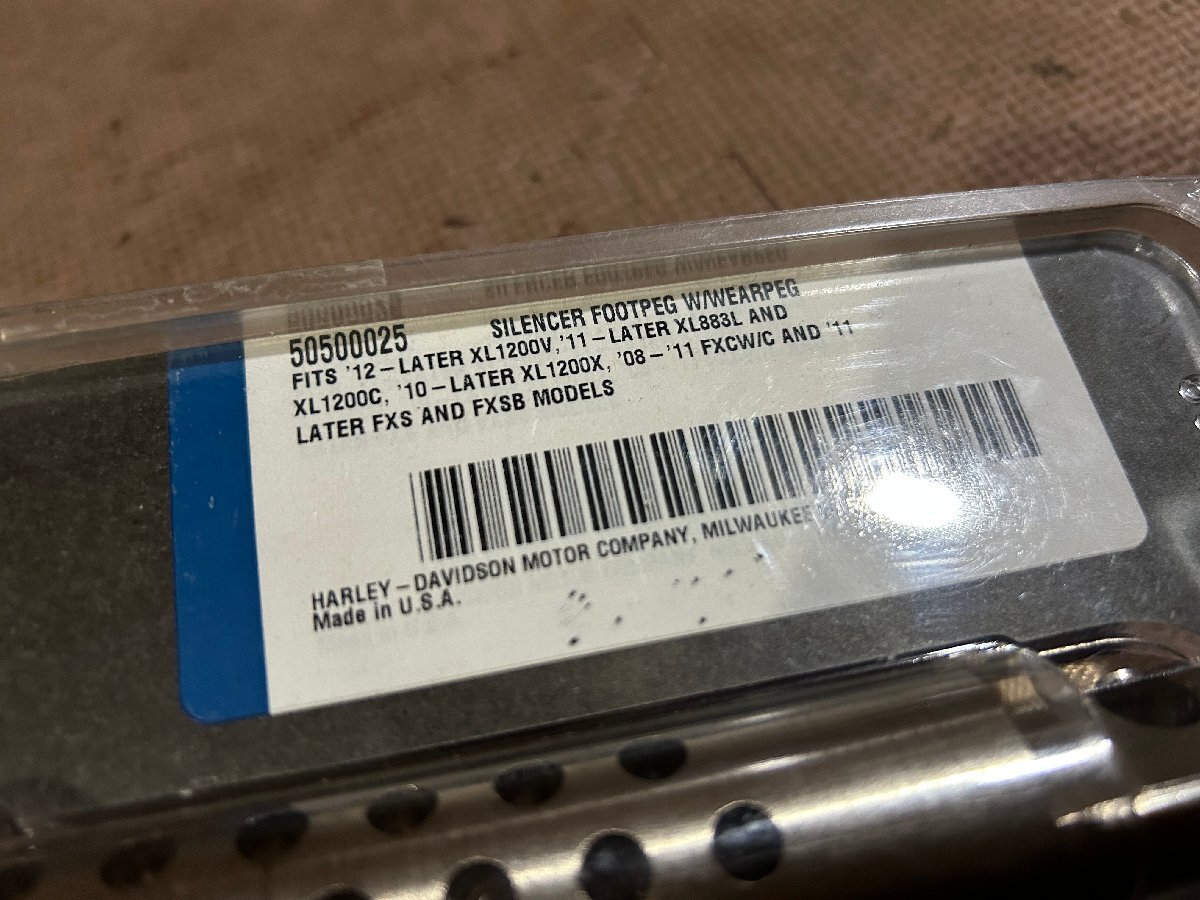 50500025 SILENCER FOOTPEG W/WEARPEG
FITS '12-LATER XL1200V,'11-LATER XL883L AND
XL1200C, '10-LATER XL1200X, '08-'11 FXCW/C AND '11
LATER FXS AND FXSB MODELS
HARLEY-DAVIDSON MOTOR COMPANY, MILWAUKEE
Made in U.S.A.